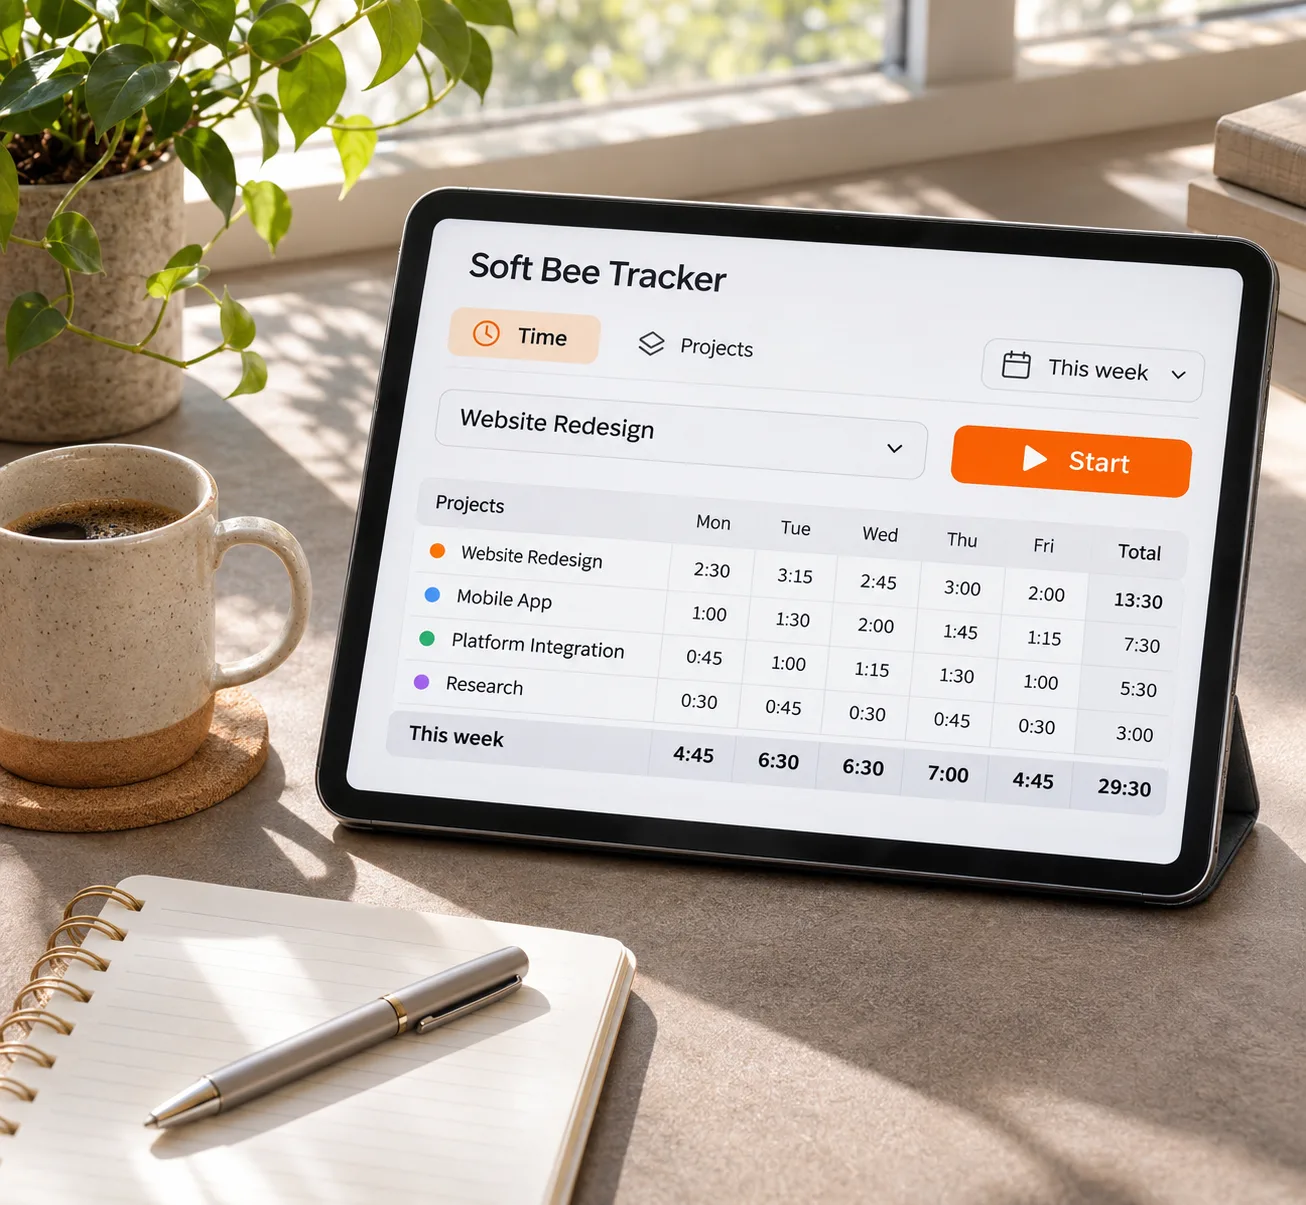 Soft Bee Tracker
Time Projects This week
Website Redesign Start
Projects Mon Tue Wed Thu Fri Total
Website Redesign 2:30 3:15 2:45 3:00 2:00 13:30
Mobile App 1:00 1:30 2:00 1:45 1:15 7:30
Platform Integration 0:45 1:00 1:15 1:30 1:00 5:30
Research 0:30 0:45 0:30 0:45 0:30 3:00
This week 4:45 6:30 6:30 7:00 4:45 29:30